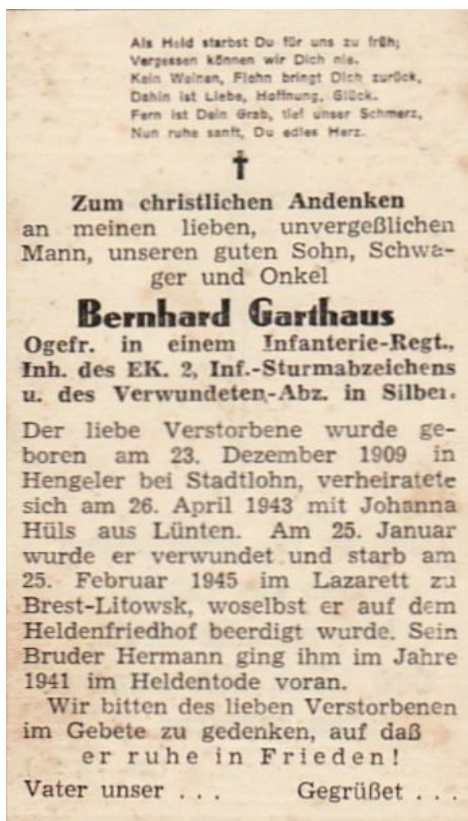 Als Held starbst Du für uns zu früh,
Vergessen können wir Dich nie.
Kein Weinen, Flehn bringt Dich zurück,
Dahin ist Liebe, Hoffnung, Glück.
Fern ist Dein Grab, tief unser Schmerz,
Nun ruhe sanft, Du edles Herz.
Zum christlichen Andenken
an meinen lieben, unvergeßlichen
Mann, unseren guten Sohn, Schwa-
ger und Onkel
Bernhard Garthaus
Ogefr. in einem Infanterie-Regt.,
Inh. des EK. 2, Inf.-Sturmabzeichens
u. des Verwundeten-Abz. in Silber.
Der liebe Verstorbene wurde ge-
boren am 23. Dezember 1909 in
Hengeler bei Stadtlohn, verheiratete
sich am 26. April 1943 mit Johanna
Hüls aus Lünten. Am 25. Januar
wurde er verwundet und starb am
25. Februar 1945 im Lazarett zu
Brest-Litowsk, woselbst er auf dem
Heldenfriedhof beerdigt wurde. Sein
Bruder Hermann ging ihm im Jahre
1941 im Heldentode voran.
Wir bitten des lieben Verstorbenen
im Gebete zu gedenken, auf daß
er ruhe in Frieden!
Vater unser . . . Gegrüßet . . .